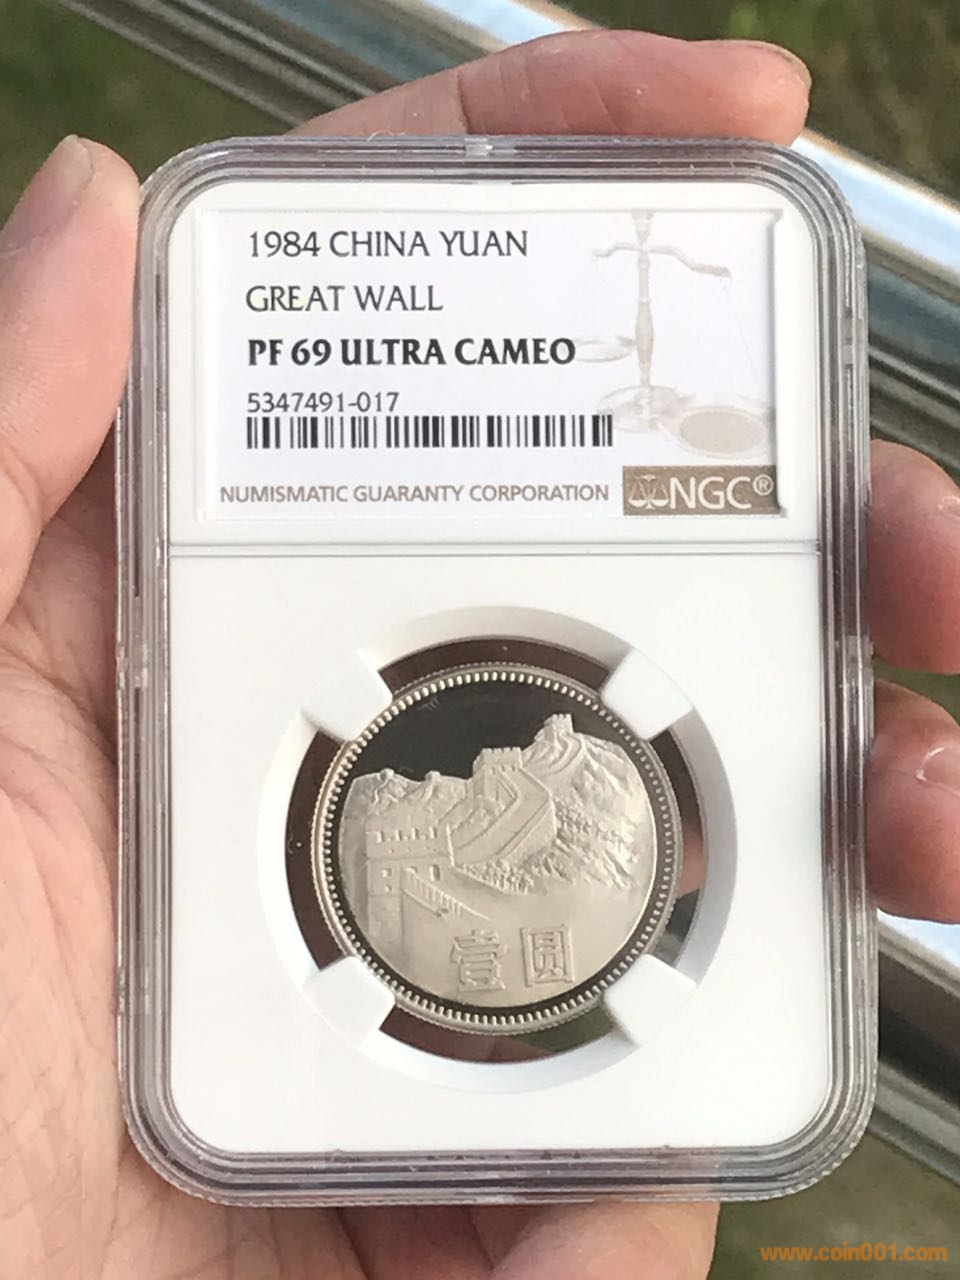 1984 CHINA YUAN
GREAT WALL
PF 69 ULTRA CAMEO
5347491-017
NUMISMATIC GUARANTY CORPORATION
NGC®
壹圆
www.coin001.com